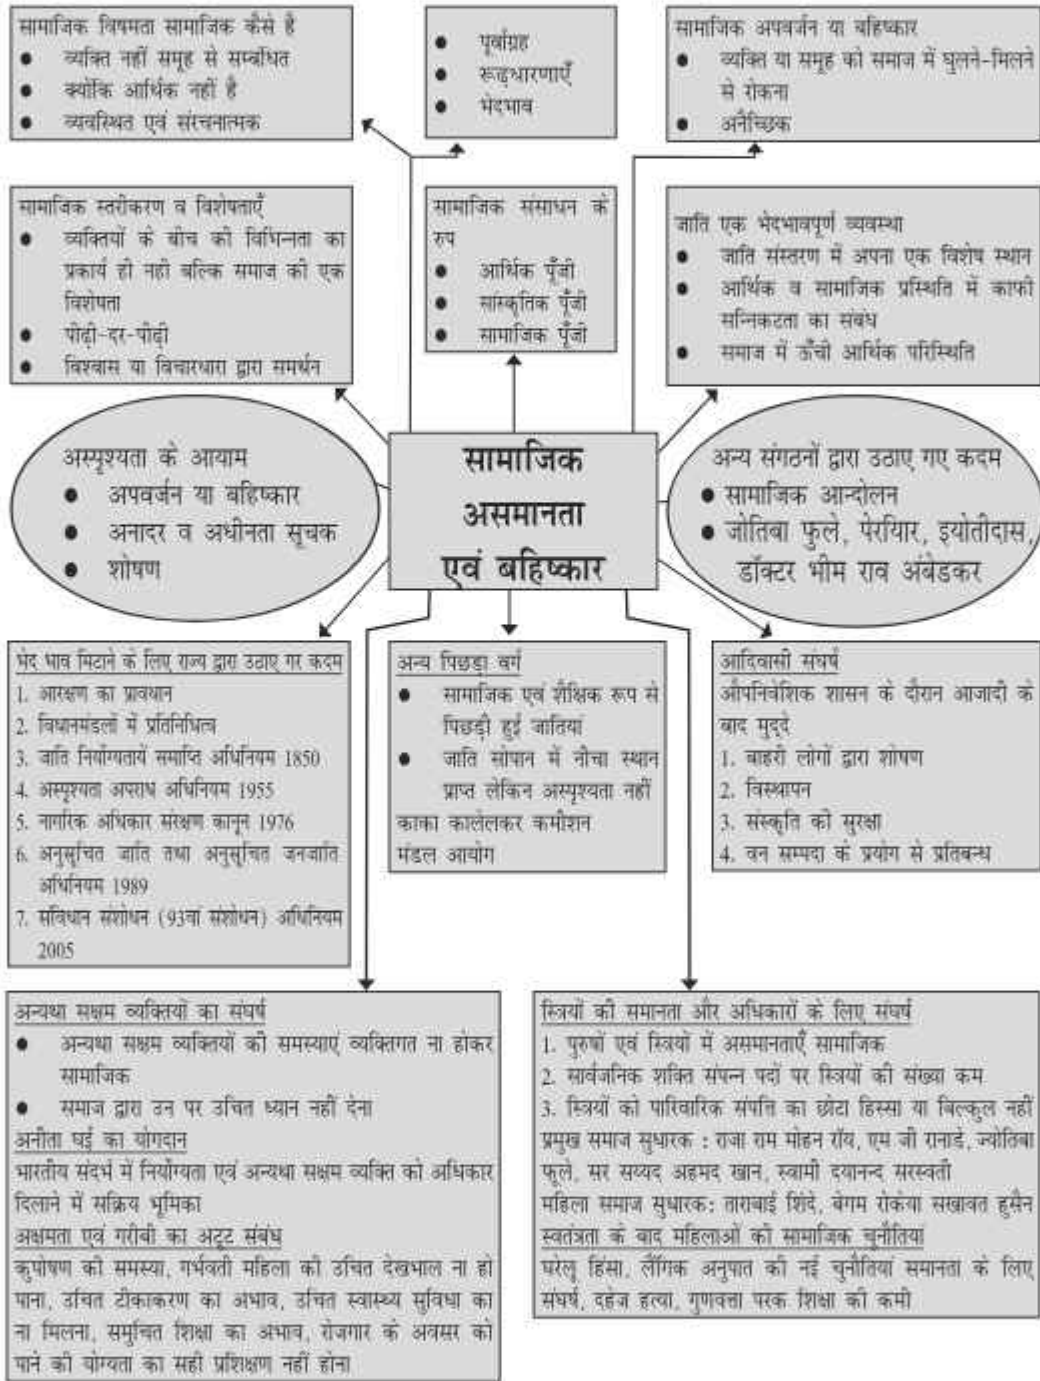 सामाजिक विषमता सामाजिक कैसे है
● व्यक्ति नहीं समूह से सम्बंधित
● क्योंकि आर्थिक नहीं है
● व्यवस्थित एवं संरचनात्मक
● पूर्वाग्रह
● रूढ़धारणाएँ
● भेदभाव
सामाजिक अपवर्जन या बहिष्कार
● व्यक्ति या समूह को समाज में घुलने-मिलने
से रोकना
● अनैच्छिक
सामाजिक स्तरीकरण व विशेषताएँ
● व्यक्तियों के बीच की विभिन्नता का
प्रकार्य ही नही बल्कि समाज की एक
विशेषता
● पीढ़ी-दर-पीढ़ी
● विश्वास या विचारधारा द्वारा समर्थन
सामाजिक संसाधन के
रुप
● आर्थिक पूँजी
● सांस्कृतिक पूँजी
● सामाजिक पूँजी
जाति एक भेदभावपूर्ण व्यवस्था
● जाति संस्तरण में अपना एक विशेष स्थान
● आर्थिक व सामाजिक प्रस्थिति में काफी
सन्निकटता का संबंध
● समाज में ऊँची आर्थिक परिस्थिति
अस्पृश्यता के आयाम
● अपवर्जन या बहिष्कार
● अनादर व अधीनता सूचक
● शोषण
सामाजिक
असमानता
एवं बहिष्कार
अन्य संगठनों द्वारा उठाए गए कदम
● सामाजिक आन्दोलन
● जोतिबा फुले, पेरयिार, इयोतीदास,
डॉक्टर भीम राव अंबेडकर
भेद भाव मिटाने के लिए राज्य द्वारा उठाए गर कदम
1. आरक्षण का प्रावधान
2. विधानमंडलों में प्रतिनिधित्व
3. जाति निर्योग्यतायें समाप्ति अधिनियम 1850
4. अस्पृश्यता अपराध अधिनियम 1955
5. नागरिक अधिकार संरक्षण कानून 1976
6. अनुसूचित जाति तथा अनुसूचित जनजाति
अधिनियम 1989
7. संविधान संशोधन (93वां संशोधन) अधिनियम
2005
अन्य पिछड़ा वर्ग
● सामाजिक एवं शैक्षिक रूप से
पिछड़ी हुई जातियां
● जाति सोपान में नीचा स्थान
प्राप्त लेकिन अस्पृश्यता नहीं
काका कालेलकर कमीशन
मंडल आयोग
आदिवासी संघर्ष
औपनिवेशिक शासन के दौरान आजादी के
बाद मुद्दे
1. बाहरी लोगों द्वारा शोषण
2. विस्थापन
3. संस्कृति की सुरक्षा
4. वन सम्पदा के प्रयोग से प्रतिबन्ध
अन्यथा सक्षम व्यक्तियों का संघर्ष
● अन्यथा सक्षम व्यक्तियों की समस्याएं व्यक्तिगत ना होकर
सामाजिक
● समाज द्वारा उन पर उचित ध्यान नहीं देना
अनीता घई का योगदान
भारतीय संदर्भ में निर्योग्यता एवं अन्यथा सक्षम व्यक्ति को अधिकार
दिलाने में सक्रिय भूमिका
अक्षमता एवं गरीबी का अटूट संबंध
कुपोषण की समस्या, गर्भवती महिला की उचित देखभाल ना हो
पाना, उचित टीकाकरण का अभाव, उचित स्वास्थ्य सुविधा का
ना मिलना, समुचित शिक्षा का अभाव, रोजगार के अवसर को
पाने की योग्यता का सही प्रशिक्षण नहीं होना
स्त्रियों की समानता और अधिकारों के लिए संघर्ष
1. पुरुषों एवं स्त्रियों में असमानताएँ सामाजिक
2. सार्वजनिक शक्ति संपन्न पदों पर स्त्रियों की संख्या कम
3. स्त्रियों को पारिवारिक संपत्ति का छोटा हिस्सा या बिल्कुल नहीं
प्रमुख समाज सुधारक : राजा राम मोहन रॉय, एम जी रानाडे, ज्योतिबा
फूले, सर सय्यद अहमद खान, स्वामी दयानन्द सरस्वती
महिला समाज सुधारक: ताराबाई शिंदे, बेगम रोकेया सखावत हुसैन
स्वतंत्रता के बाद महिलाओं की सामाजिक चुनौतियां
घरेलू हिंसा, लैंगिक अनुपात की नई चुनौतियां समानता के लिए
संघर्ष, दहेज हत्या, गुणवत्ता परक शिक्षा की कमी